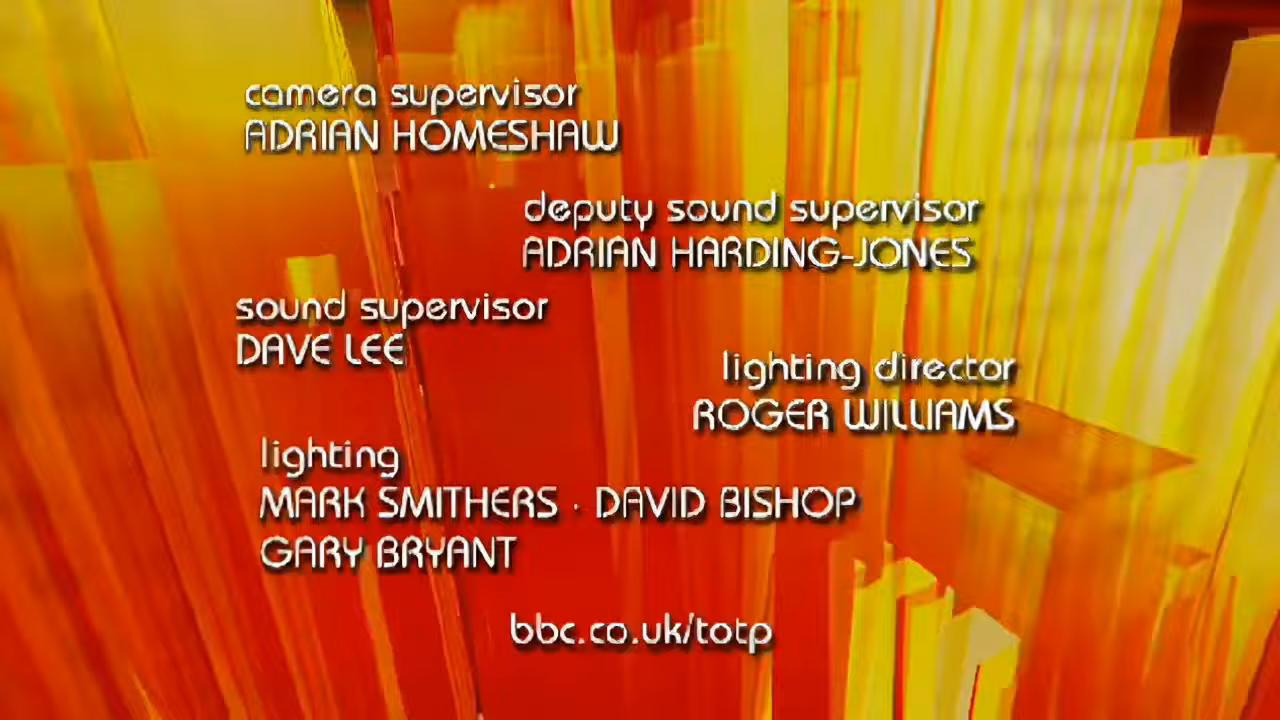 camera supervisor
ADRIAN HOMESHAW
deputy sound supervisor
ADRIAN HARDING-JONES
sound supervisor
DAVE LEE
lighting director
ROGER WILLIAMS
lighting
MARK SMITHERS · DAVID BISHOP
GARY BRYANT
bbc.co.uk/totp